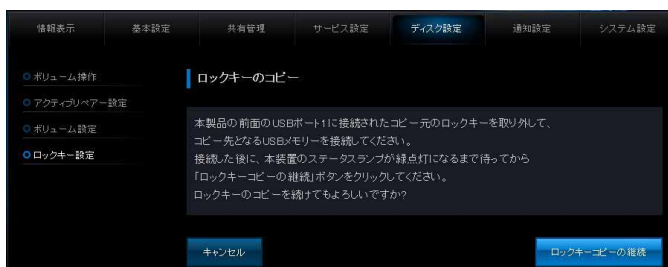 情報表示 基本設定 共有管理 サービス設定 ディスク設定 通知設定 システム設定
ボリューム操作
アクティブリペアー設定
ボリューム設定
ロックキー設定
ロックキーのコピー
本製品の前面のUSBポート1に接続されたコピー元のロックキーを取り外して、
コピー先となるUSBメモリーを接続してください。
接続した後に、本装置のステータスランプが緑点灯になるまで待ってから
「ロックキーコピーの継続」ボタンをクリックしてください。
ロックキーのコピーを続けてもよろしいですか?
キャンセル ロックキーコピーの継続